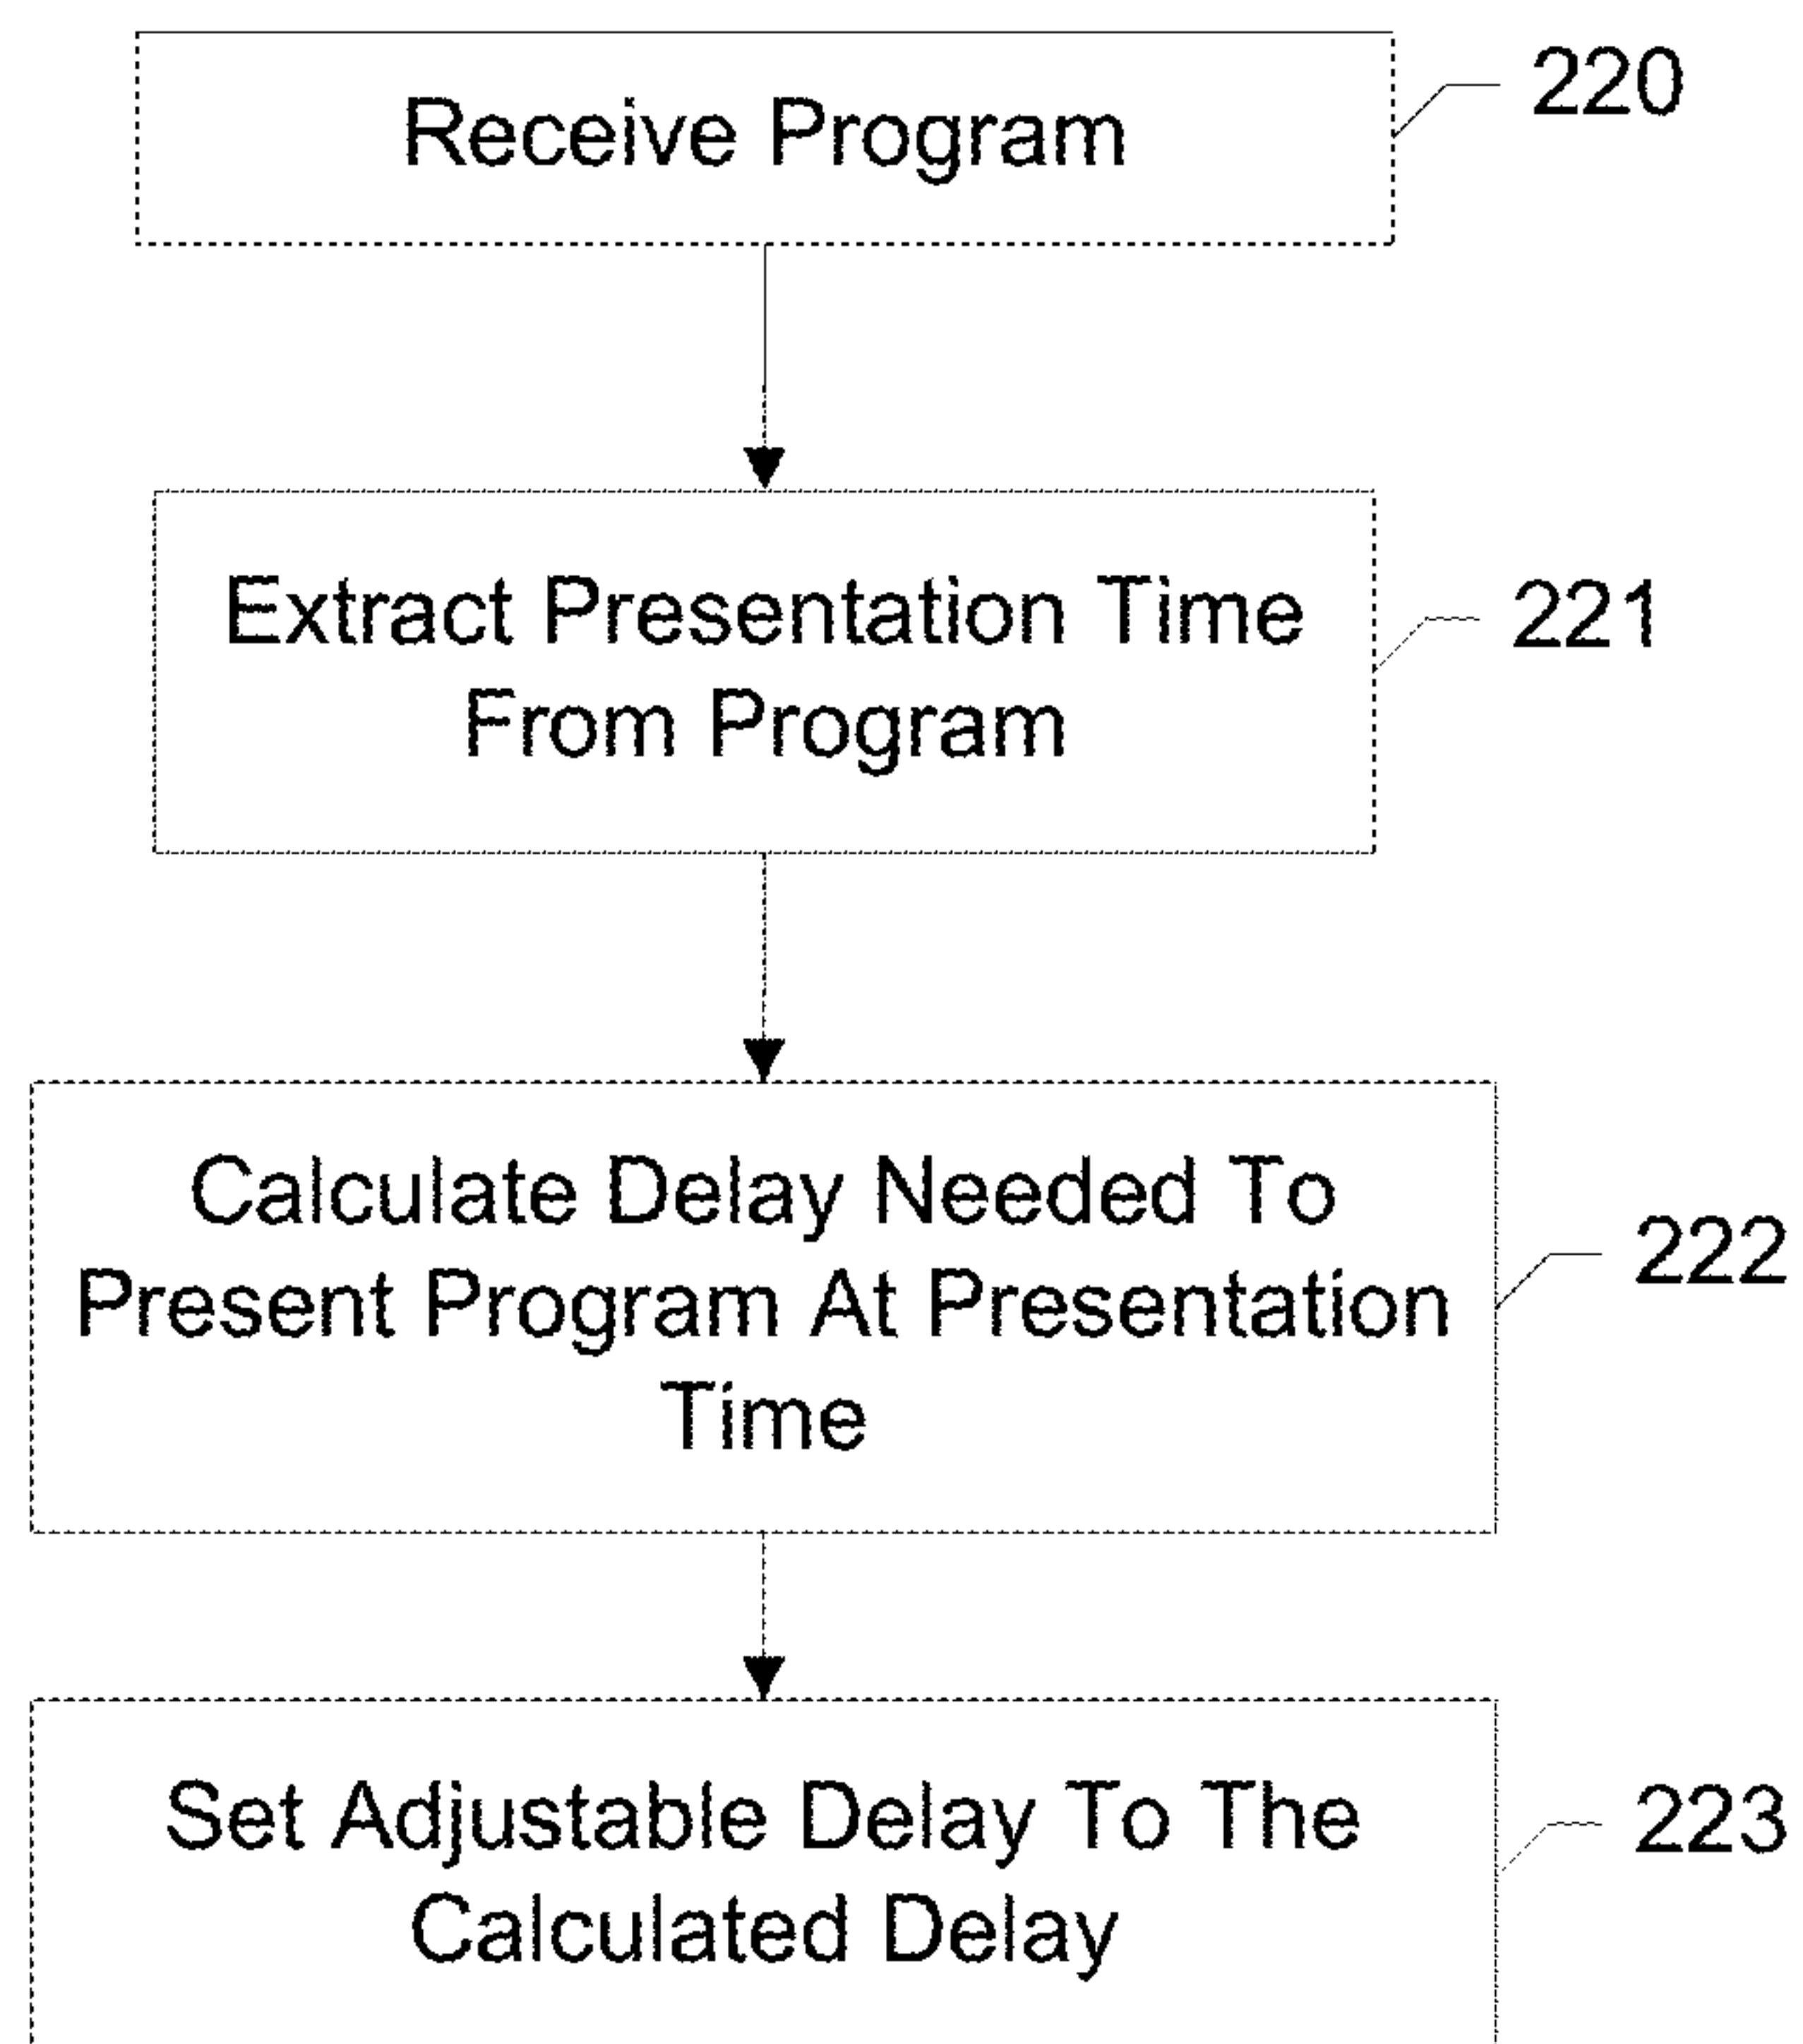 Receive Program
220
Extract Presentation Time
From Program
221
Calculate Delay Needed To
Present Program At Presentation
Time
222
Set Adjustable Delay To The
Calculated Delay
223